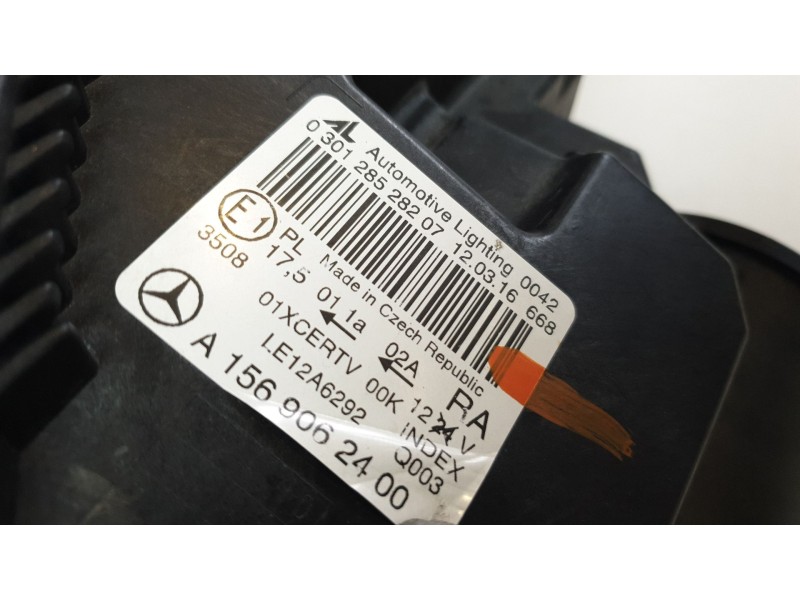 AL Automotive Lighting 0042
0 301 285 282 07 12.03.16 668
E1 PL Made in Czech Republic
3508 17,5 01 1a 02A RA
01XCERTV 00K 12 24 V
LE12A6292 INDEX
A 156 906 24 00 Q003